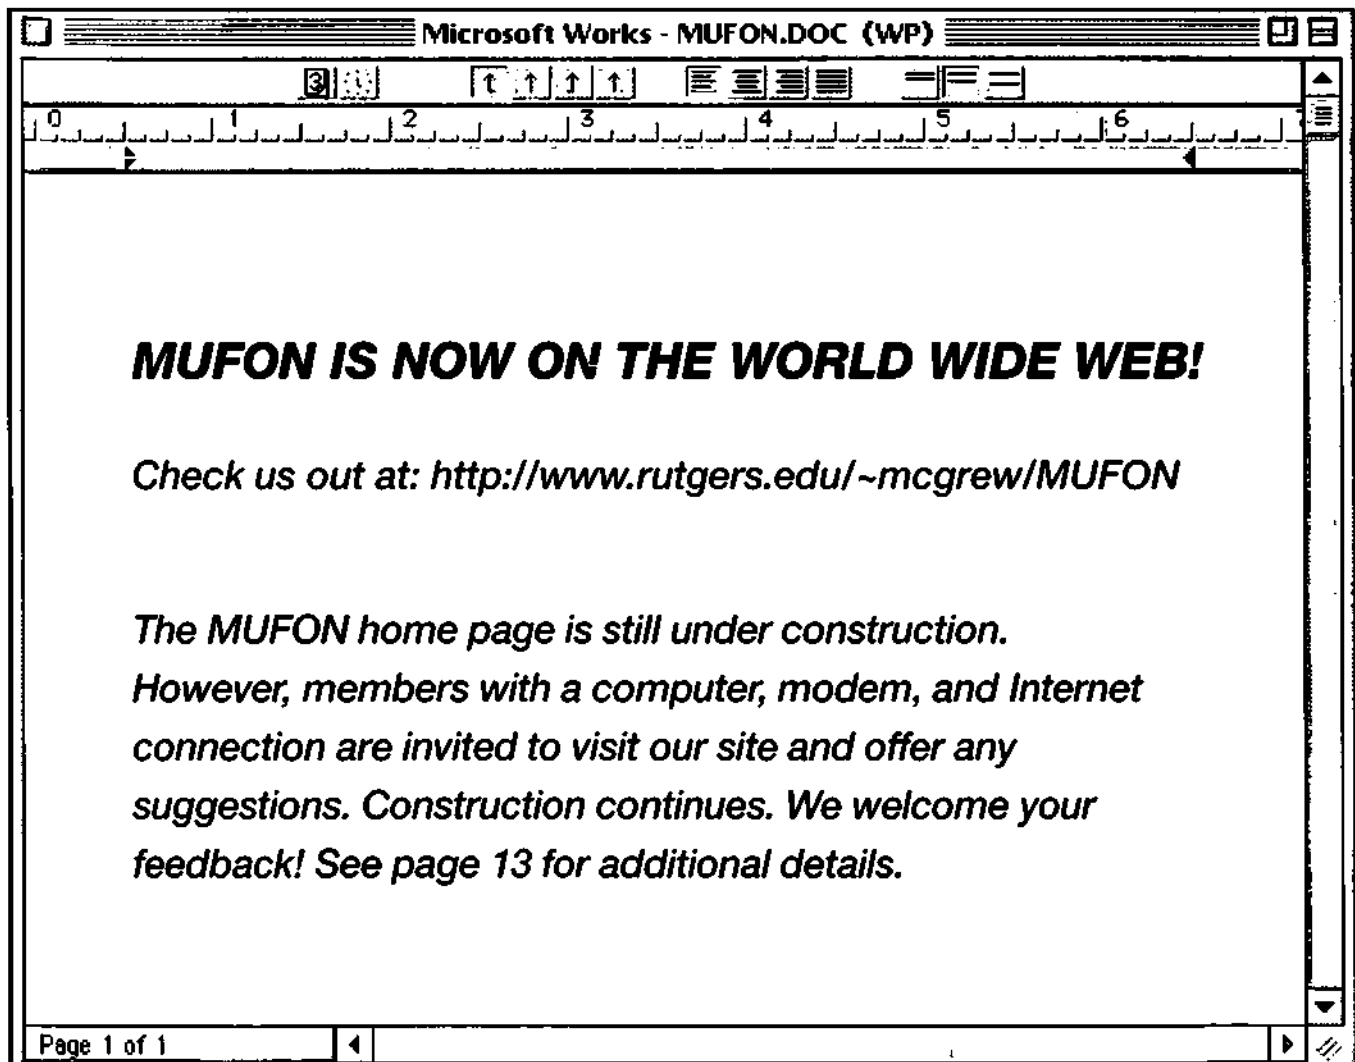 Microsoft Works - MUFON.DOC (WP)
3
0 1 2 3 4 5 6 7
MUFON IS NOW ON THE WORLD WIDE WEB!
Check us out at: http://www.rutgers.edu/~mcgrew/MUFON
The MUFON home page is still under construction.
However, members with a computer, modem, and Internet
connection are invited to visit our site and offer any
suggestions. Construction continues. We welcome your
feedback! See page 13 for additional details.
Page 1 of 1